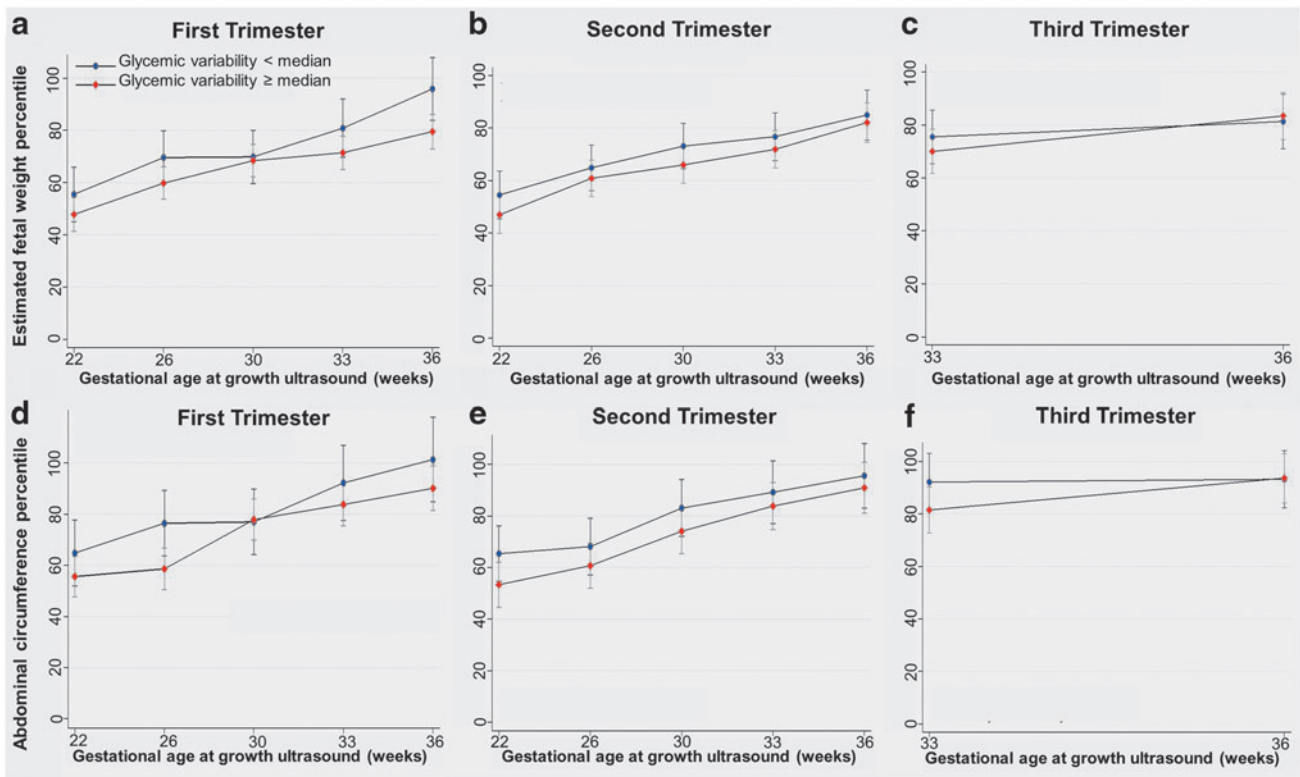 a
First Trimester
Glycemic variability < median
Glycemic variability ≥ median
Estimated fetal weight percentile
100
80
60
40
20
0
22 26 30 33 36
Gestational age at growth ultrasound (weeks)
b
Second Trimester
100
80
60
40
20
0
22 26 30 33 36
Gestational age at growth ultrasound (weeks)
c
Third Trimester
100
80
60
40
20
0
33 36
Gestational age at growth ultrasound (weeks)
d
First Trimester
Abdominal circumference percentile
100
80
60
40
20
0
22 26 30 33 36
Gestational age at growth ultrasound (weeks)
e
Second Trimester
100
80
60
40
20
0
22 26 30 33 36
Gestational age at growth ultrasound (weeks)
f
Third Trimester
100
80
60
40
20
0
33 36
Gestational age at growth ultrasound (weeks)